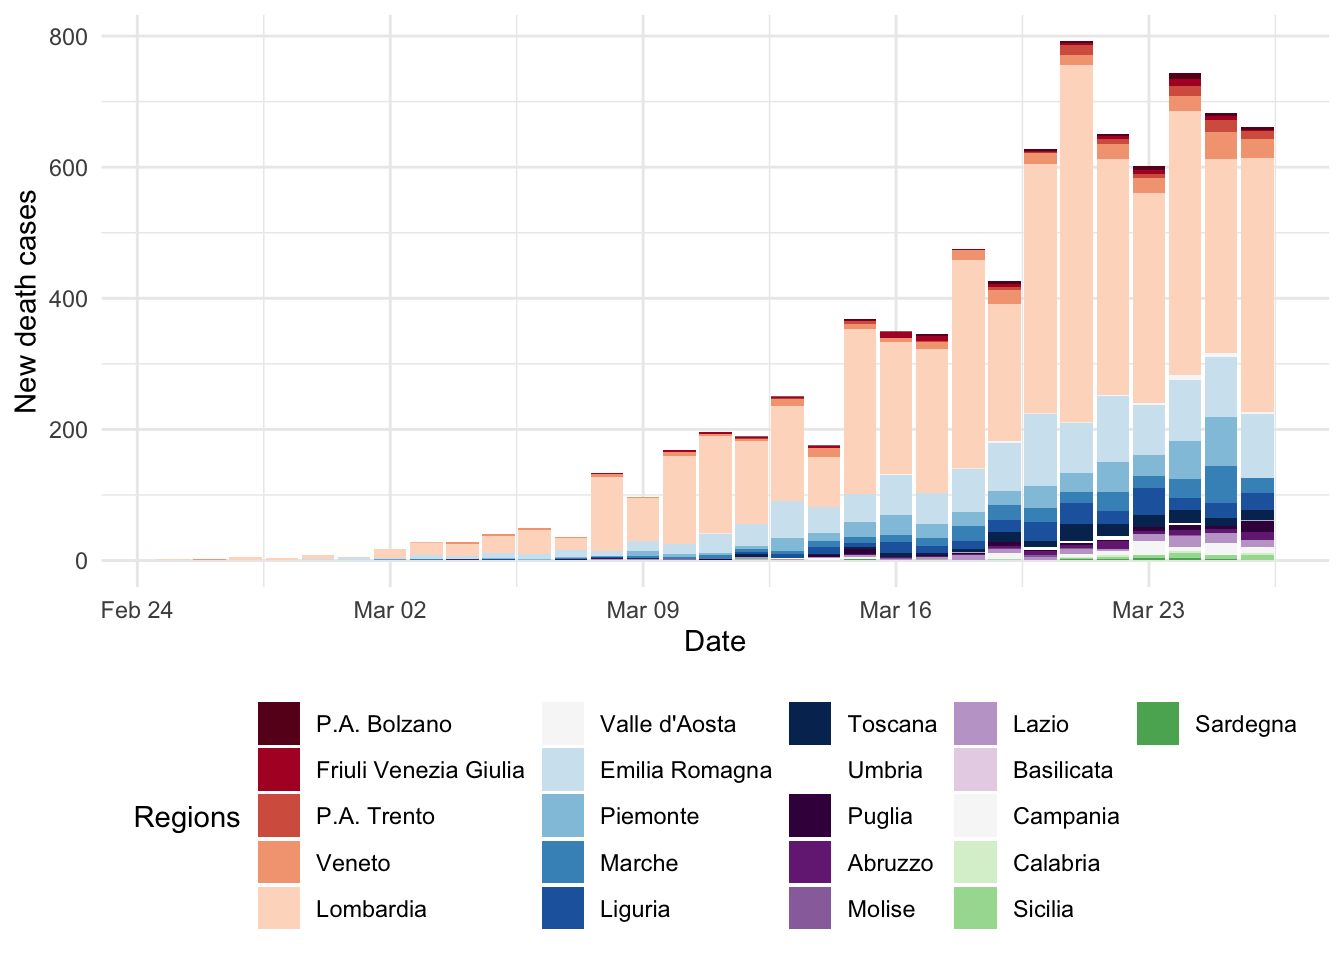 800
600
400
200
0
New death cases
Feb 24
Mar 02
Mar 09
Mar 16
Mar 23
Date
Regions
P.A. Bolzano
Friuli Venezia Giulia
P.A. Trento
Veneto
Lombardia
Valle d'Aosta
Emilia Romagna
Piemonte
Marche
Liguria
Toscana
Umbria
Puglia
Abruzzo
Molise
Lazio
Basilicata
Campania
Calabria
Sicilia
Sardegna